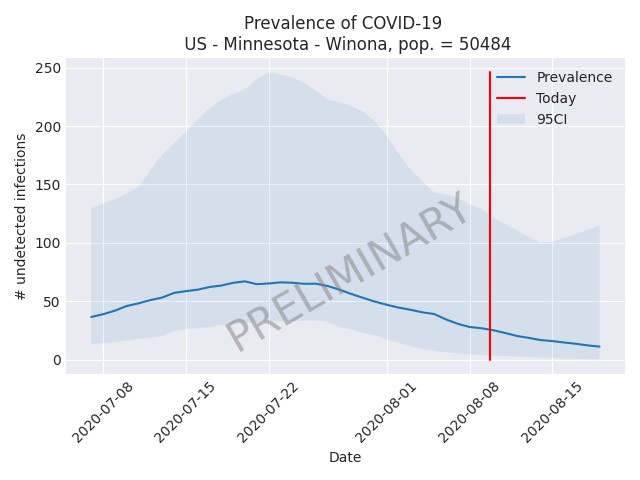 Prevalence of COVID-19
US - Minnesota - Winona, pop. = 50484
250
200
150
100
50
0
# undetected infections
Prevalence
Today
95CI
PRELIMINARY
2020-07-08
2020-07-15
2020-07-22
2020-08-01
2020-08-08
2020-08-15
Date